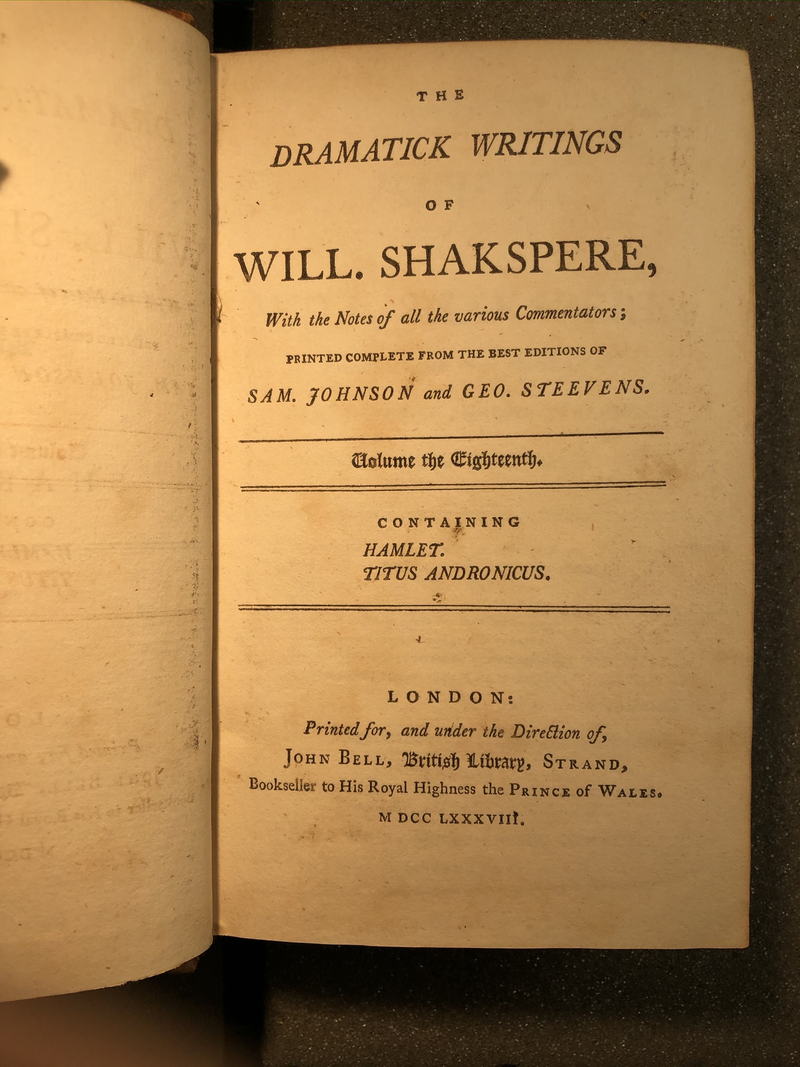 THE
DRAMATICK WRITINGS
OF
WILL. SHAKSPERE,
With the Notes of all the various Commentators;
PRINTED COMPLETE FROM THE BEST EDITIONS OF
SAM. JOHNSON and GEO. STEEVENS.
Volume the Eighteenth.
CONTAINING
HAMLET.
TITUS ANDRONICUS.
LONDON:
Printed for, and under the Direction of,
JOHN BELL, British Library, STRAND,
Bookseller to His Royal Highness the PRINCE of WALES.
M DCC LXXXVIII.